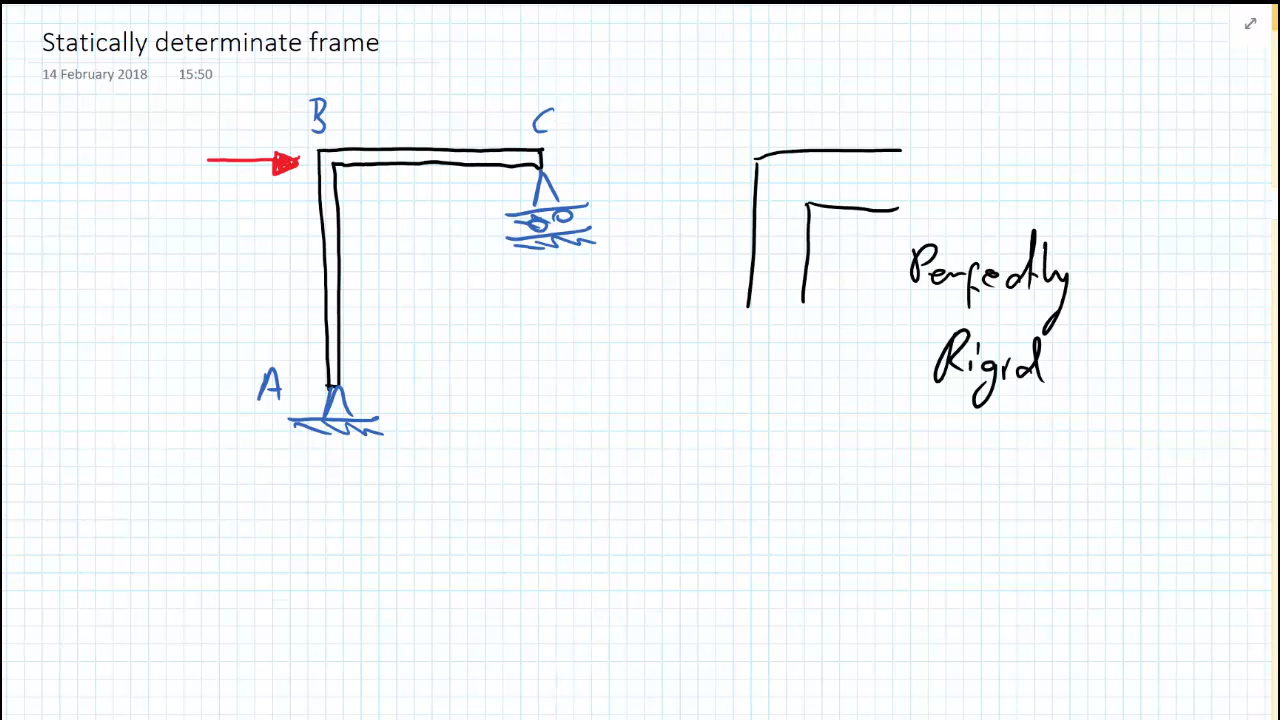 Statically determinate frame
14 February 2018 15:50
B
C
A
Perfectly
Rigid